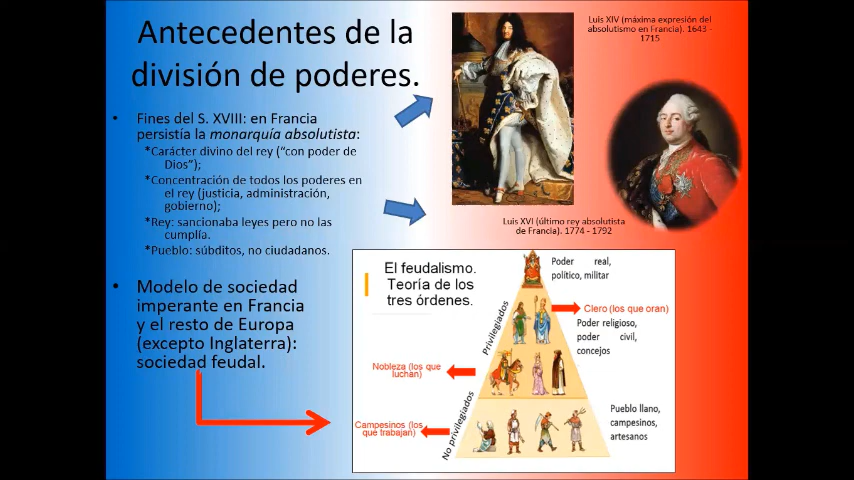 Antecedentes de la
división de poderes.
• Fines del S. XVIII: en Francia
persistía la monarquía absolutista:
*Carácter divino del rey (“con poder de
Dios”);
*Concentración de todos los poderes en
el rey (justicia, administración,
gobierno);
*Rey: sancionaba leyes pero no las
cumplía.
*Pueblo: súbditos, no ciudadanos.
• Modelo de sociedad
imperante en Francia
y el resto de Europa
(excepto Inglaterra):
sociedad feudal.
Luis XIV (máxima expresión del
absolutismo en Francia). 1643 -
1715
Luis XVI (último rey absolutista
de Francia). 1774 - 1792
El feudalismo.
Teoría de los
tres órdenes.
Poder real,
político, militar
Privilegiados
Clero (los que oran)
Poder religioso,
poder civil,
concejos
Nobleza (los que
luchan)
No privilegiados
Campesinos (los
que trabajan)
Pueblo llano,
campesinos,
artesanos